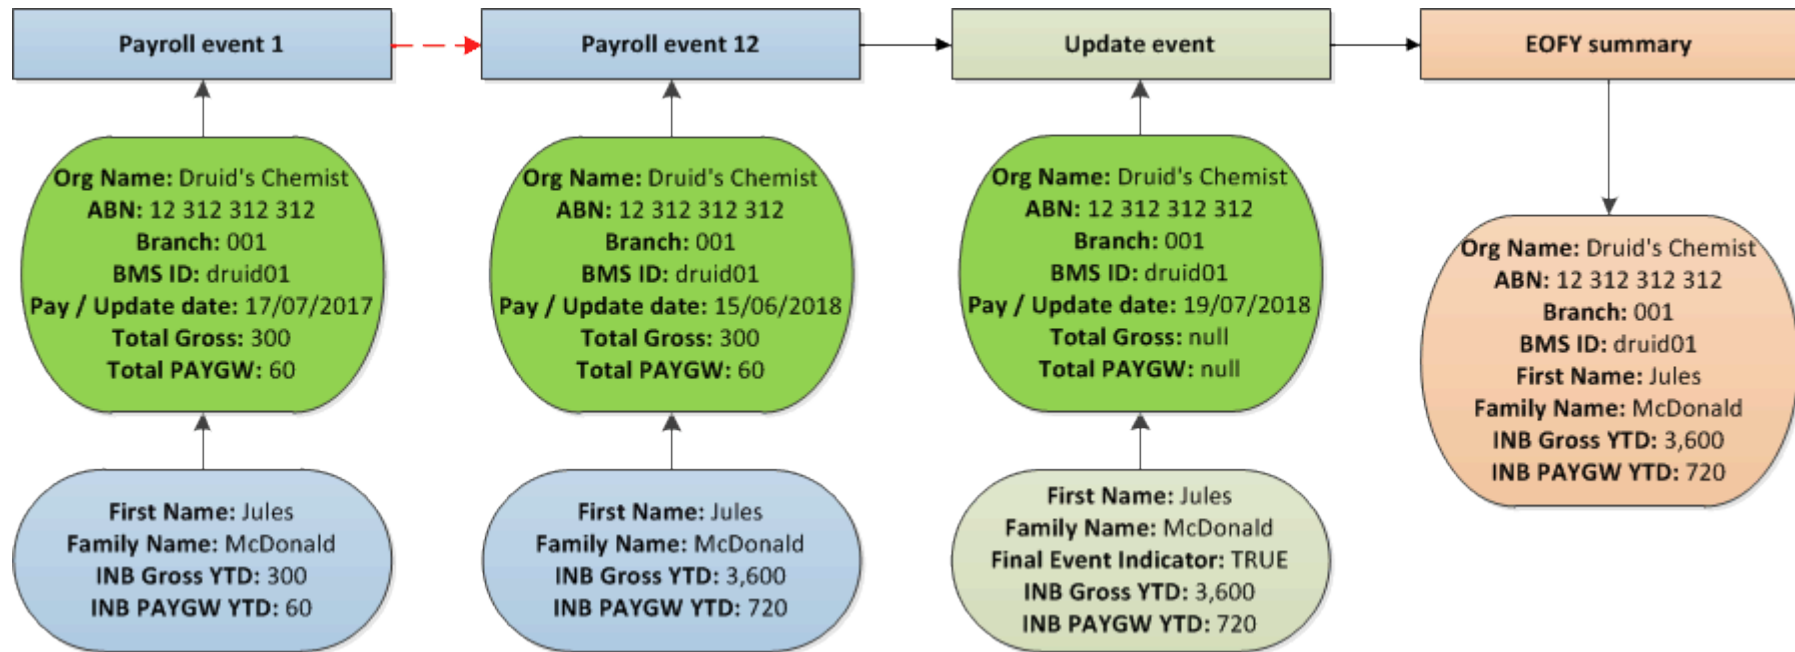 Payroll event 1
Payroll event 12
Update event
EOFY summary
Org Name: Druid's Chemist
ABN: 12 312 312 312
Branch: 001
BMS ID: druid01
Pay / Update date: 17/07/2017
Total Gross: 300
Total PAYGW: 60
Org Name: Druid's Chemist
ABN: 12 312 312 312
Branch: 001
BMS ID: druid01
Pay / Update date: 15/06/2018
Total Gross: 300
Total PAYGW: 60
Org Name: Druid's Chemist
ABN: 12 312 312 312
Branch: 001
BMS ID: druid01
Pay / Update date: 19/07/2018
Total Gross: null
Total PAYGW: null
Org Name: Druid's Chemist
ABN: 12 312 312 312
Branch: 001
BMS ID: druid01
First Name: Jules
Family Name: McDonald
INB Gross YTD: 3,600
INB PAYGW YTD: 720
First Name: Jules
Family Name: McDonald
INB Gross YTD: 300
INB PAYGW YTD: 60
First Name: Jules
Family Name: McDonald
INB Gross YTD: 3,600
INB PAYGW YTD: 720
First Name: Jules
Family Name: McDonald
Final Event Indicator: TRUE
INB Gross YTD: 3,600
INB PAYGW YTD: 720